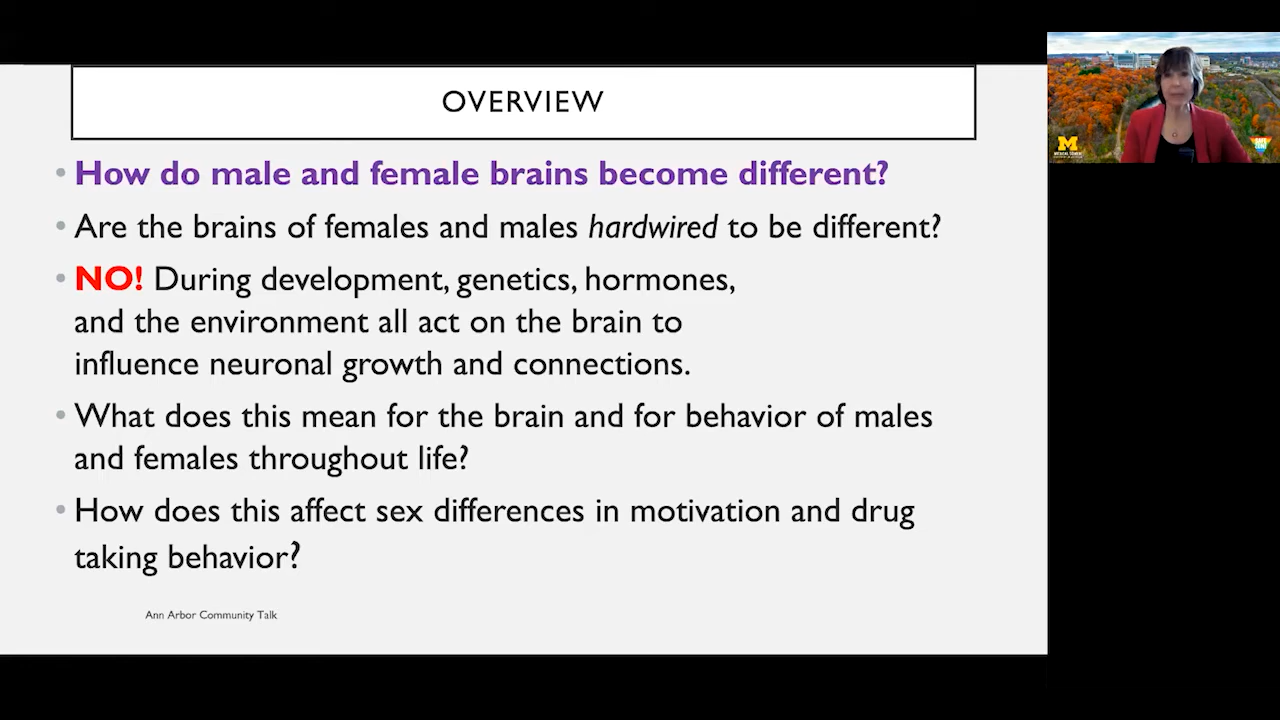 OVERVIEW
• How do male and female brains become different?
• Are the brains of females and males hardwired to be different?
• NO! During development, genetics, hormones,
and the environment all act on the brain to
influence neuronal growth and connections.
• What does this mean for the brain and for behavior of males
and females throughout life?
• How does this affect sex differences in motivation and drug
taking behavior?
Ann Arbor Community Talk
M